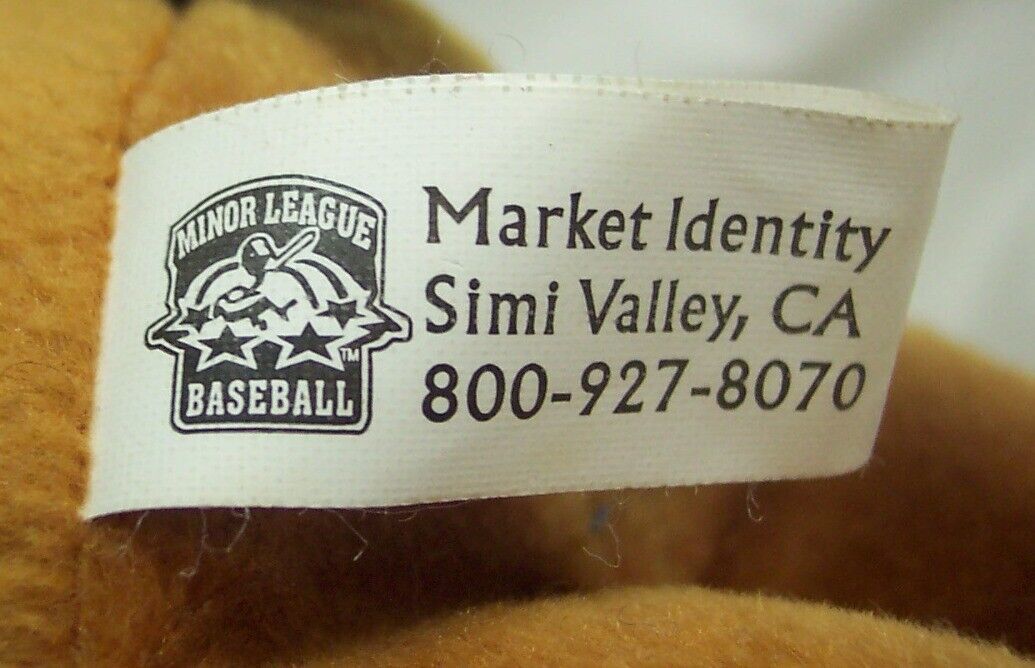 MINOR LEAGUE
BASEBALL
TM
Market Identity
Simi Valley, CA
800-927-8070